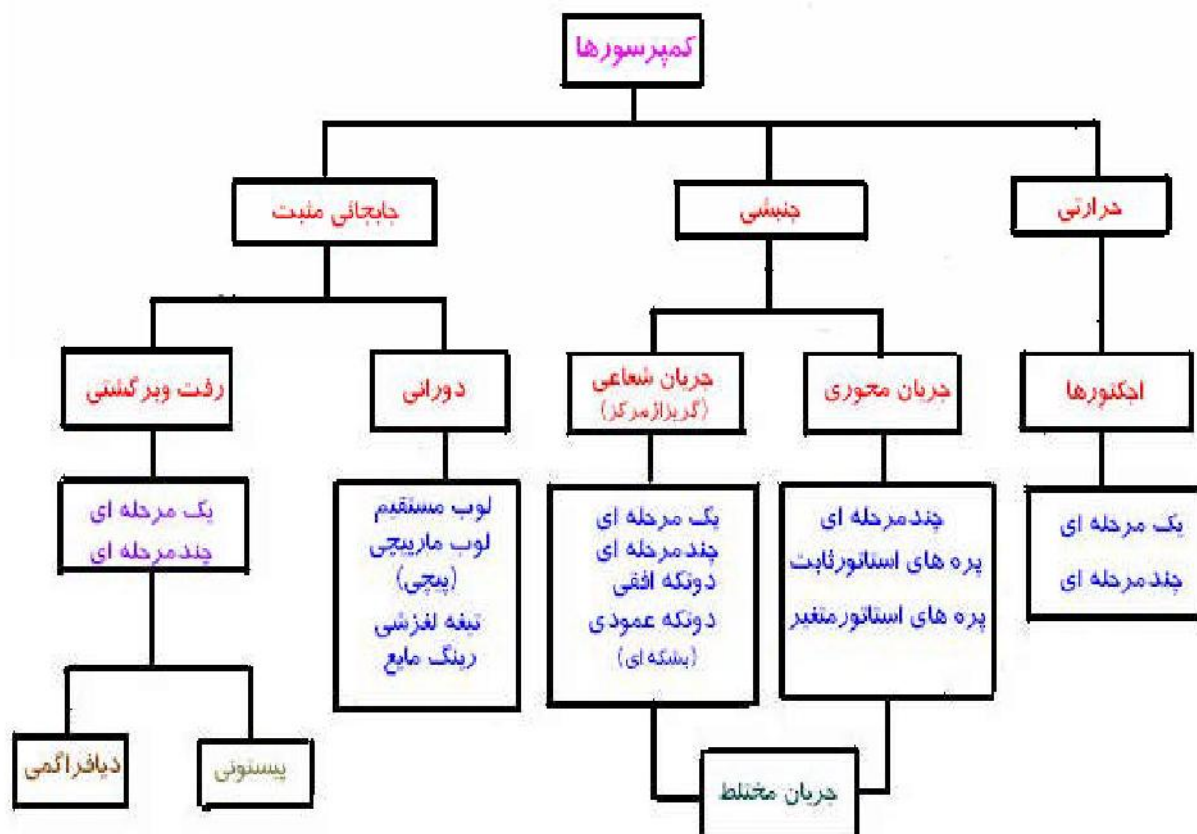 کمپرسورها
جابجائی مثبت
جنبشی
حرارتی
رفت وبرگشتی
دورانی
جریان شعاعی
(گریزازمرکز)
جریان محوری
اجکتورها
یک مرحله ای
چندمرحله ای
لوب مستقیم
لوب مارپیچی
(پیچی)
تیغه لغزشی
رینگ مایع
یک مرحله ای
چندمرحله ای
دوتکه افقی
دوتکه عمودی
(بشکه ای)
چندمرحله ای
پره های استاتورثابت
پره های استاتورمتغیر
یک مرحله ای
چندمرحله ای
دیافراگمی
پیستونی
جریان مختلط